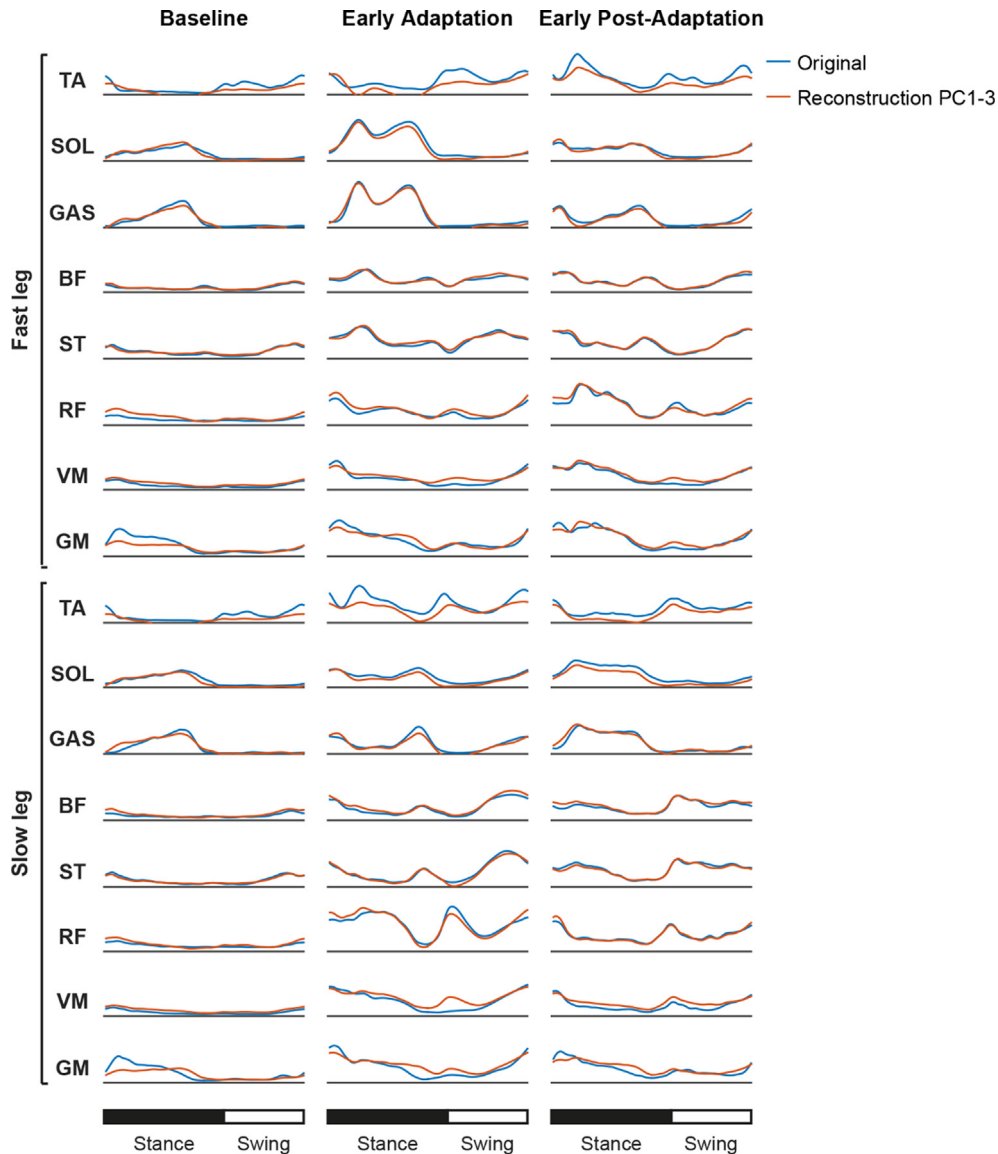 Baseline
Early Adaptation
Early Post-Adaptation
Original
Reconstruction PC1-3
Fast leg
TA
SOL
GAS
BF
ST
RF
VM
GM
Slow leg
TA
SOL
GAS
BF
ST
RF
VM
GM
Stance
Swing
Stance
Swing
Stance
Swing